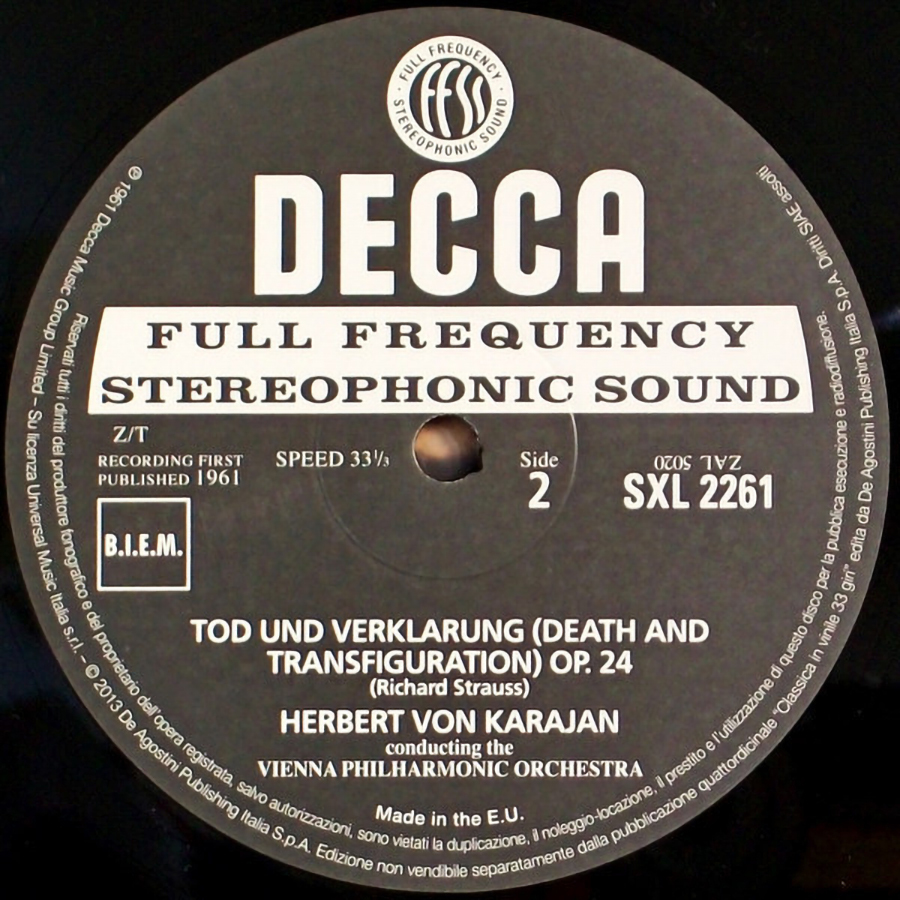 · FULL FREQUENCY ·
STEREOPHONIC SOUND
FFSS
DECCA
FULL FREQUENCY
STEREOPHONIC SOUND
Z/T
RECORDING FIRST
PUBLISHED 1961
SPEED 33⅓
Side
2
ZAL 5020
SXL 2261
B.I.E.M.
TOD UND VERKLARUNG (DEATH AND
TRANSFIGURATION) OP. 24
(Richard Strauss)
HERBERT VON KARAJAN
conducting the
VIENNA PHILHARMONIC ORCHESTRA
Made in the E.U.
℗ 1961 Decca Music Group Limited – Su licenza Universal Music Italia s.r.l. – © 2013 De Agostini Publishing Italia S.p.A. Edizione non vendibile separatamente dalla pubblicazione quattordicinale "Classica in vinile 33 giri" edita da De Agostini Publishing Italia S.p.A. Diritti SIAE assolti
Riservati tutti i diritti del produttore fonografico e del proprietario dell'opera registrata, salvo autorizzazioni, sono vietati la duplicazione, il noleggio-locazione, il prestito e l'utilizzazione di questo disco per la pubblica esecuzione e radiodiffusione.